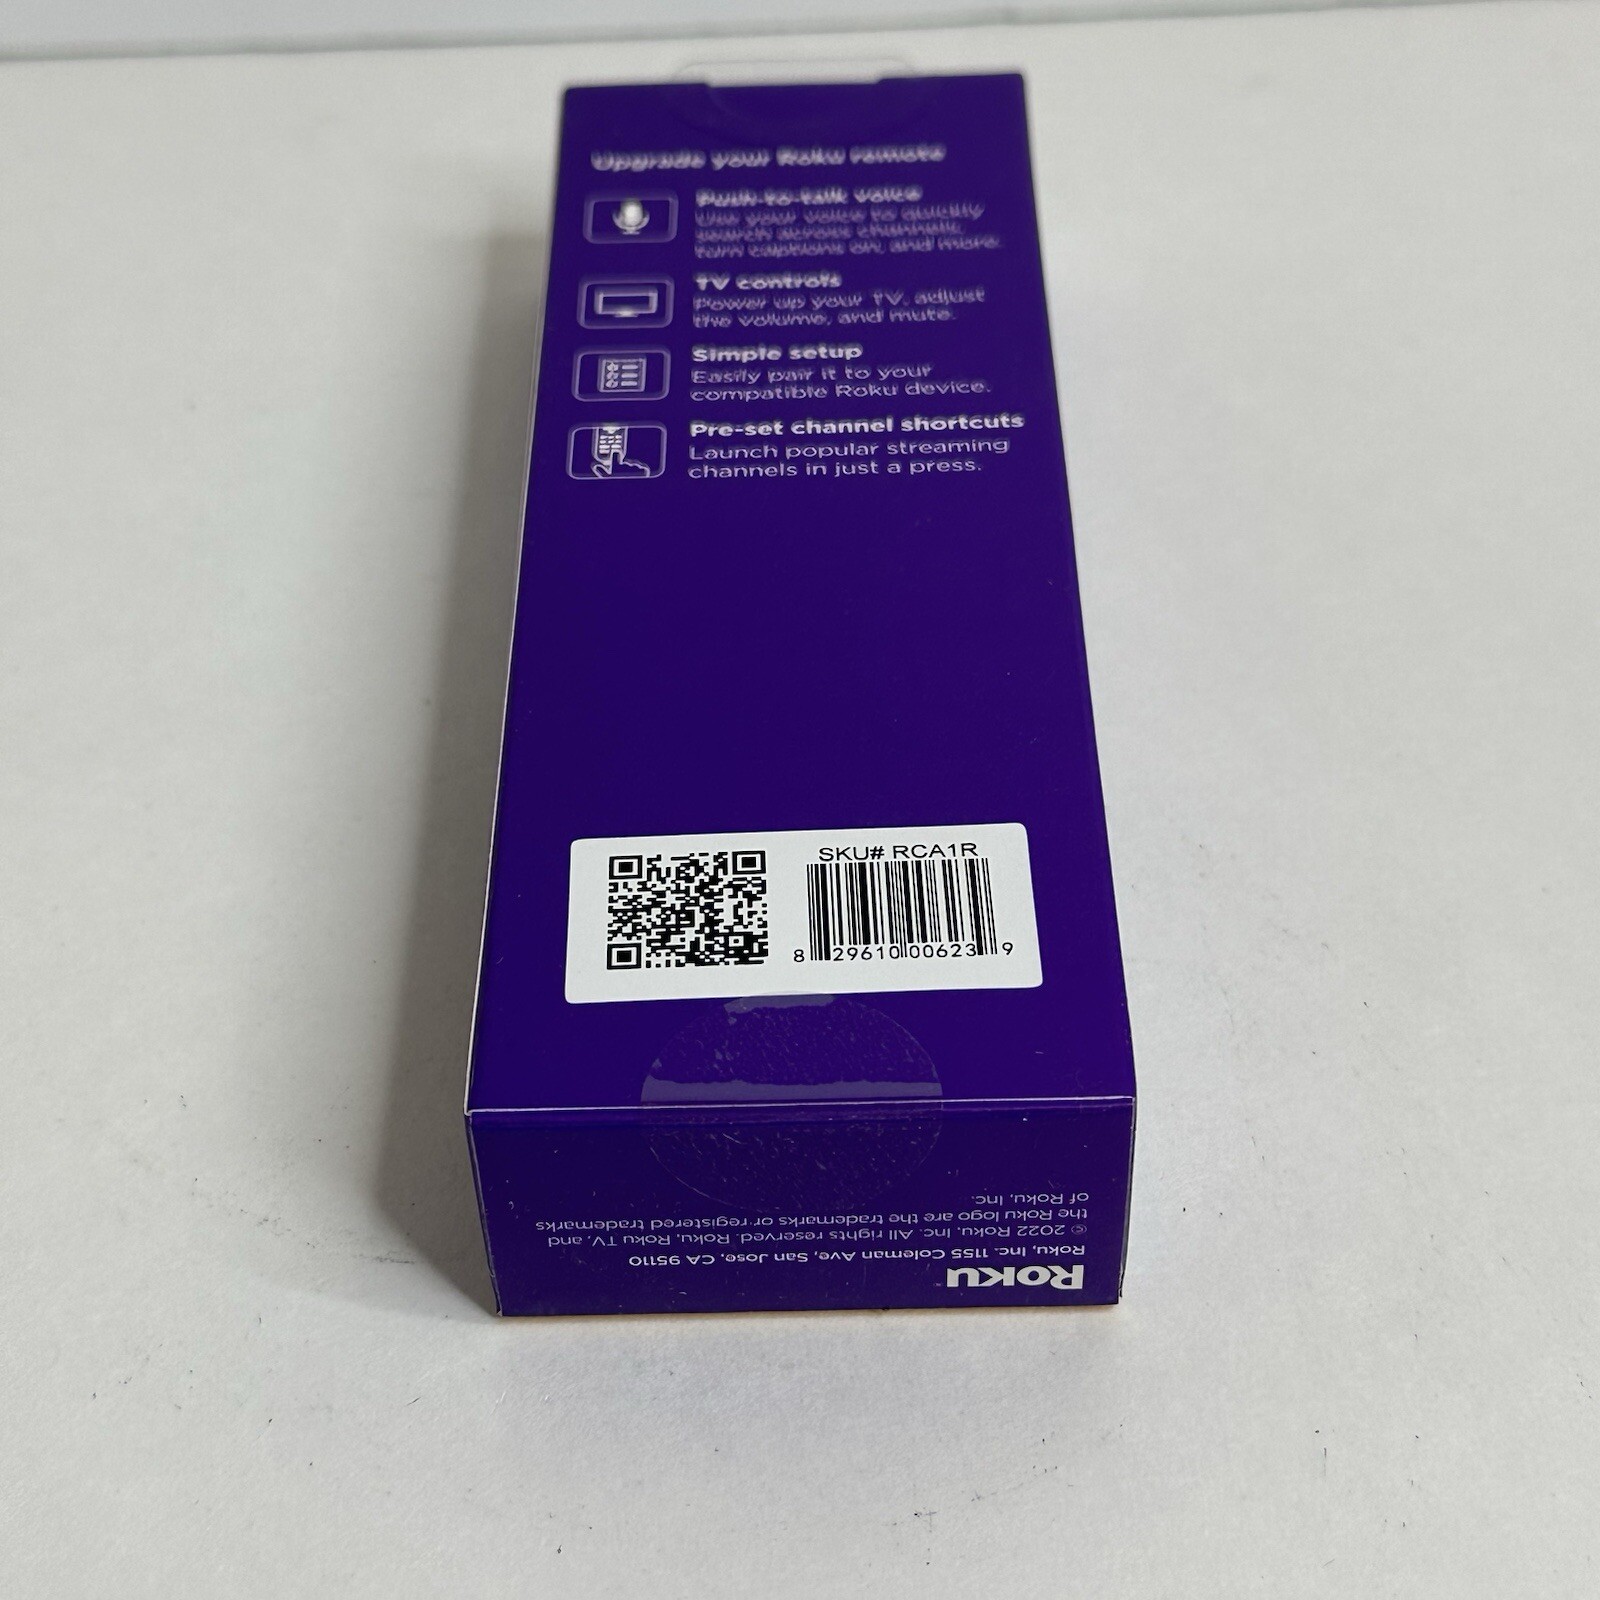 Upgrade your Roku remote
Push-to-talk voice
Use your voice to quickly
search across channels,
turn captions on, and more.
TV controls
Power up your TV, adjust
the volume, and mute.
Simple setup
Easily pair it to your
compatible Roku device.
Pre-set channel shortcuts
Launch popular streaming
channels in just a press.
SKU# RCA1R
8 29610 00623 9
Roku
Roku, Inc. 1155 Coleman Ave, San Jose, CA 95110
© 2022 Roku, Inc. All rights reserved. Roku, Roku TV, and
the Roku logo are the trademarks or registered trademarks
of Roku, Inc.